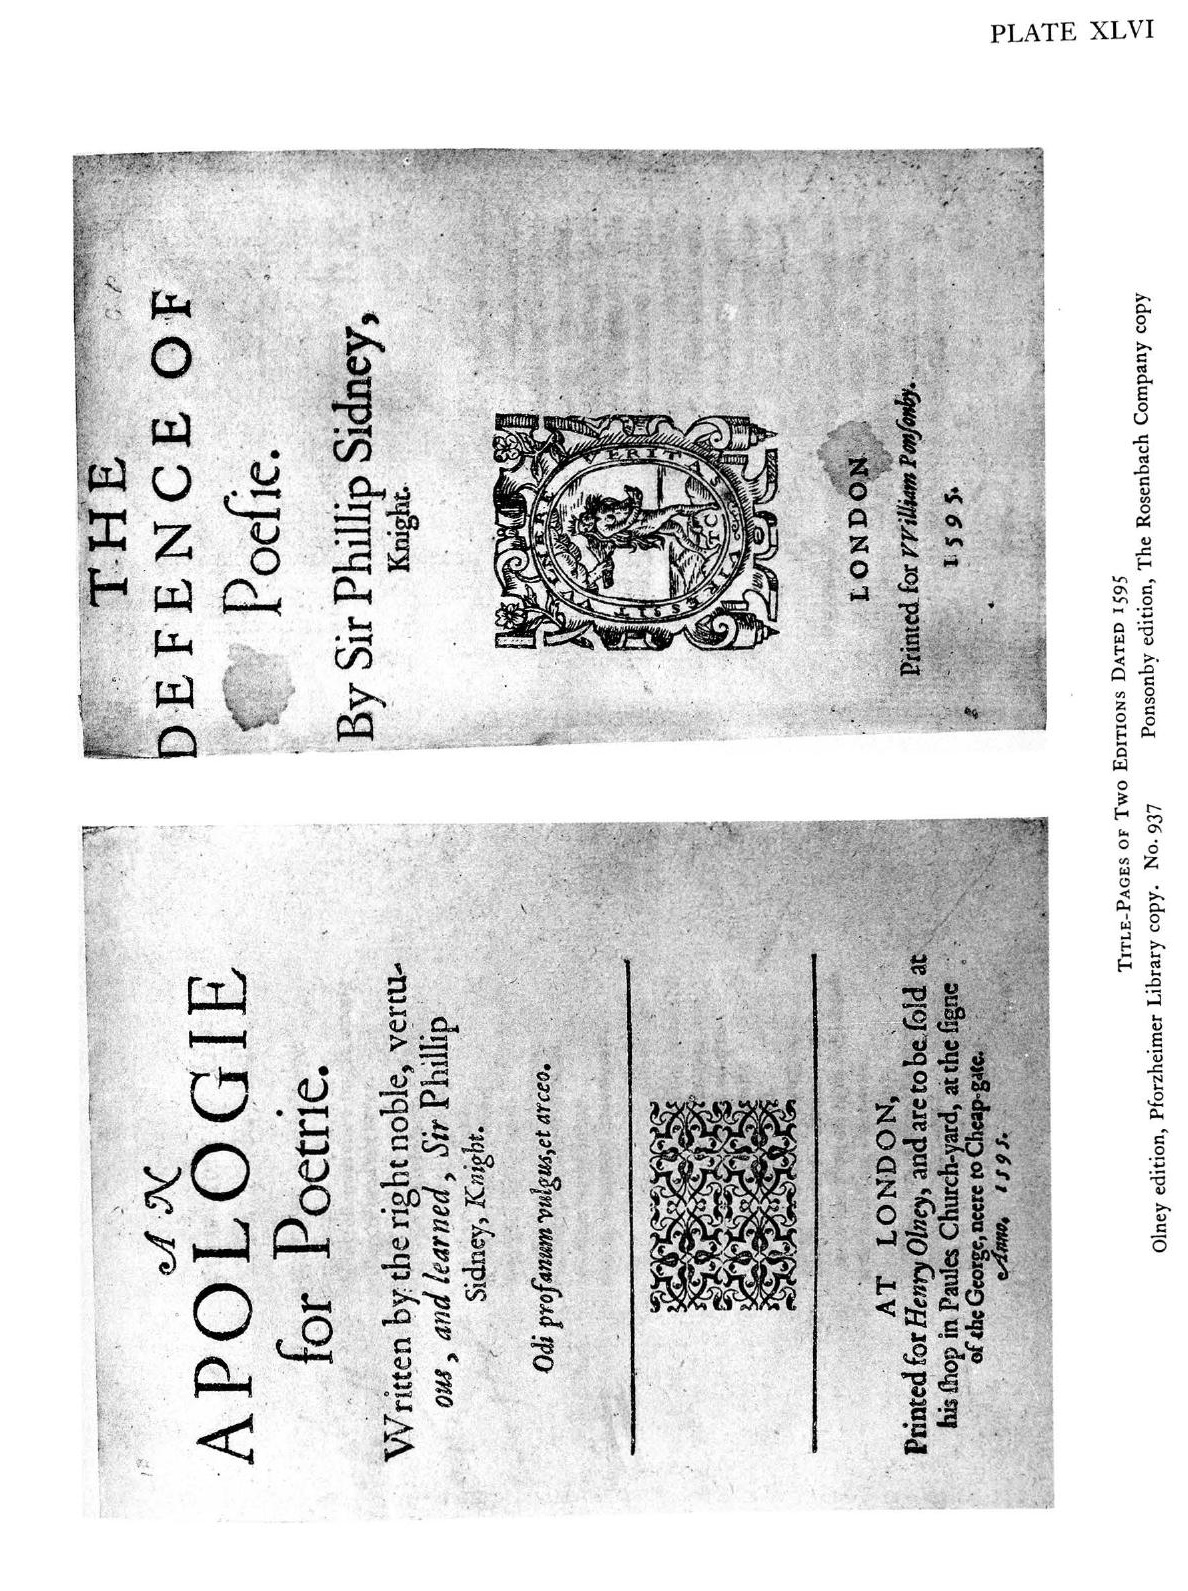 PLATE XLVI
AN
APOLOGIE
for Poetrie.
Written by the right noble, vertu-
ous, and learned, Sir Phillip
Sidney, Knight.
Odi profanum vulgus, et arceo.
AT LONDON,
Printed for Henry Olney, and are to be ſold at
his ſhop in Paules Church-yard, at the ſigne
of the George, neere to Cheap-gate.
Anno. 1595.
THE
DEFENCE OF
Poeſie.
By Sir Phillip Sidney,
Knight.
VIRESSIT VULNERE VERITAS
TC
LONDON
Printed for VVilliam Ponſonby.
1595.
TITLE-PAGES OF TWO EDITIONS DATED 1595
Olney edition, Pforzheimer Library copy. No. 937
Ponsonby edition, The Rosenbach Company copy